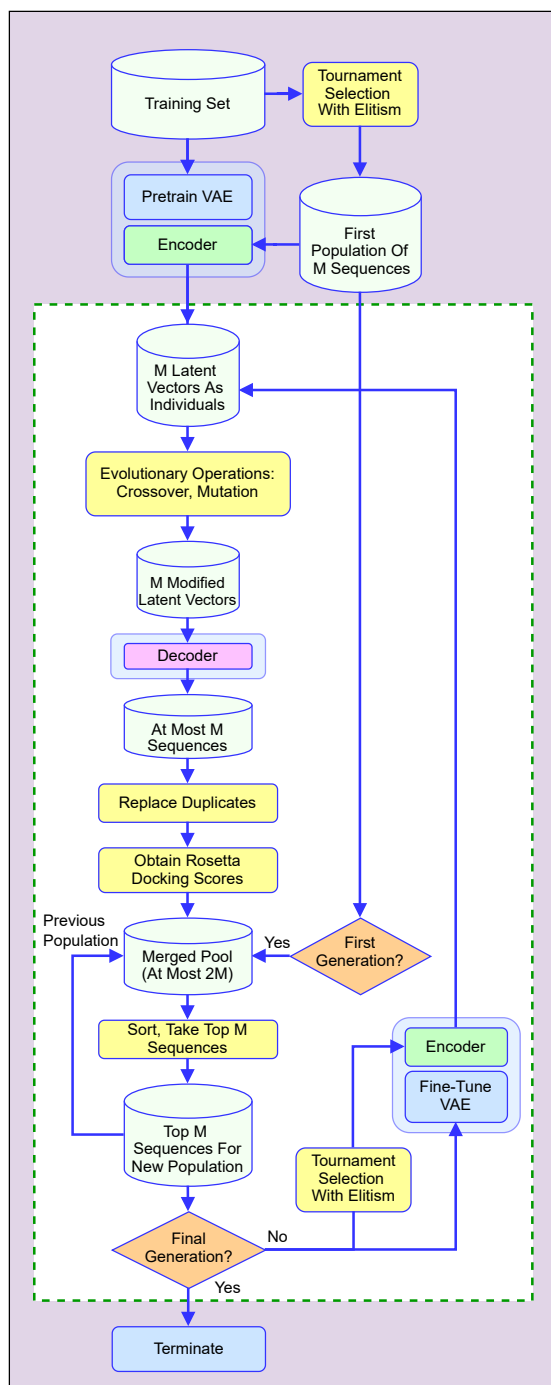 Training Set
Tournament
Selection
With Elitism
Pretrain VAE
Encoder
First
Population Of
M Sequences
M Latent
Vectors As
Individuals
Evolutionary Operations:
Crossover, Mutation
M Modified
Latent Vectors
Decoder
At Most M
Sequences
Replace Duplicates
Obtain Rosetta
Docking Scores
Previous
Population
Merged Pool
(At Most 2M)
Yes
First
Generation?
Sort, Take Top M
Sequences
Encoder
Fine-Tune
VAE
Top M
Sequences For
New Population
Tournament
Selection
With Elitism
Final
Generation?
No
Yes
Terminate